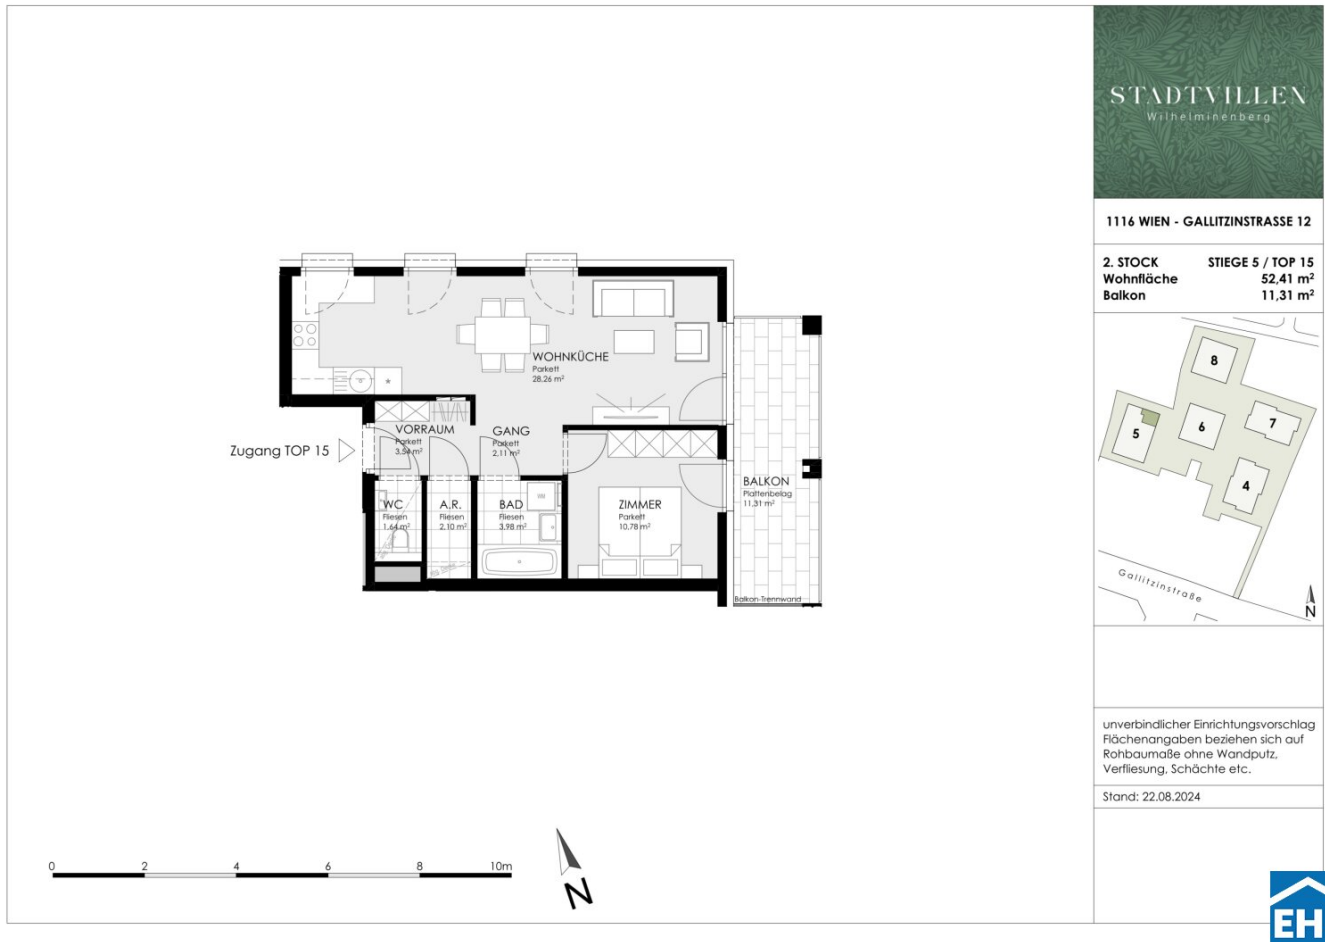 STADTVILLEN
Wilhelminenberg
1116 WIEN - GALLITZINSTRASSE 12
2. STOCK STIEGE 5 / TOP 15
Wohnfläche 52,41 m²
Balkon 11,31 m²
8
5
6
7
4
Gallitzinstraße
N
unverbindlicher Einrichtungsvorschlag
Flächenangaben beziehen sich auf
Rohbaumaße ohne Wandputz,
Verfliesung, Schächte etc.
Stand: 22.08.2024
EH
WOHNKÜCHE
Parkett
28,26 m²
VORRAUM
Parkett
3,54 m²
GANG
Parkett
2,11 m²
Zugang TOP 15
WC
Fliesen
1,64 m²
A.R.
Fliesen
2,10 m²
BAD
Fliesen
3,98 m²
ZIMMER
Parkett
10,78 m²
BALKON
Plattenbelag
11,31 m²
Balkon-Trennwand
0 2 4 6 8 10m
N